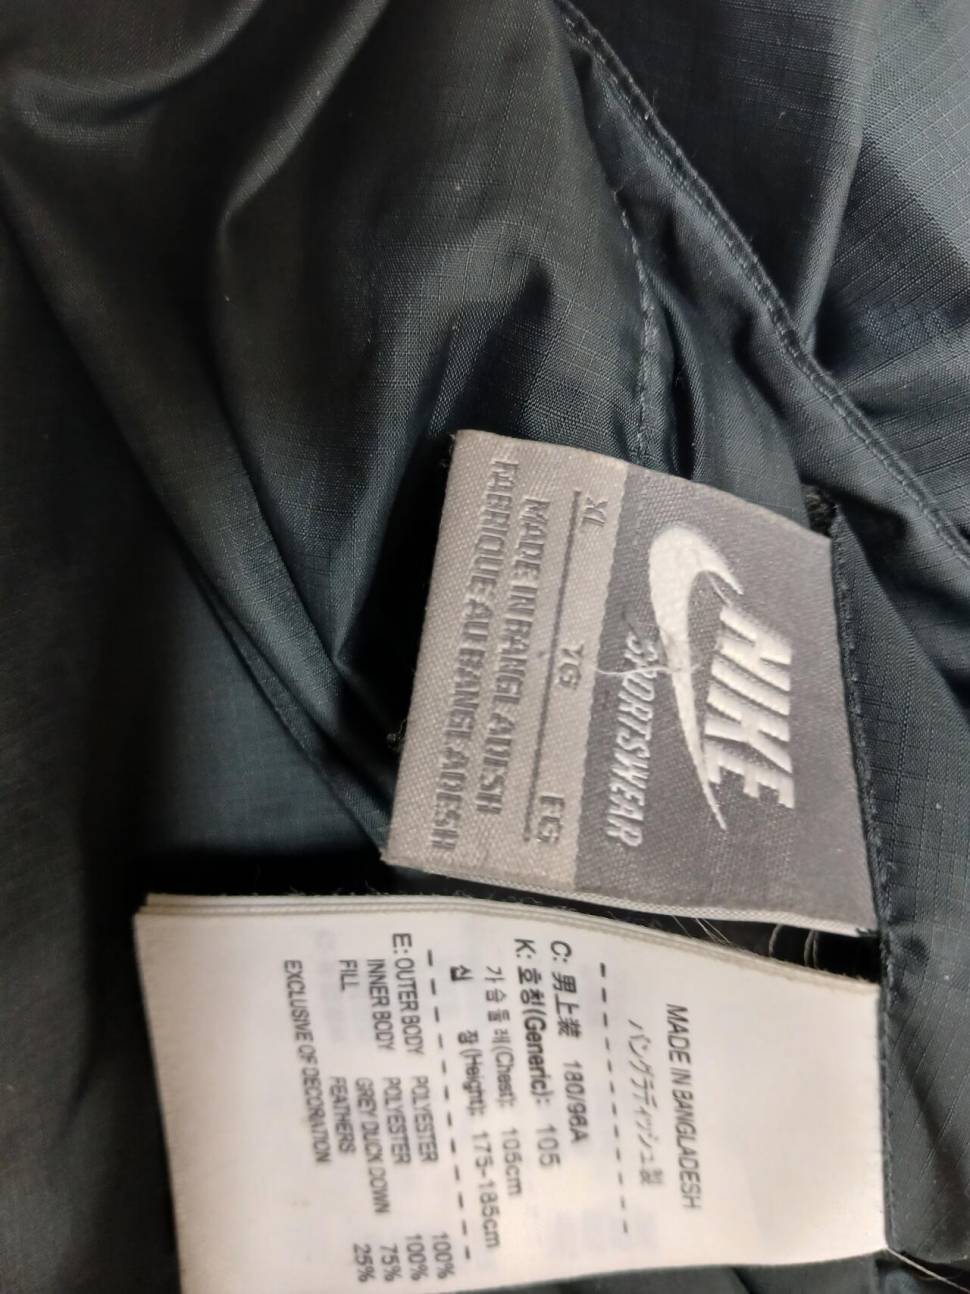 NIKE
SPORTSWEAR
XL TG EG
MADE IN BANGLADESH
FABRIQUE AU BANGLADESH
MADE IN BANGLADESH
バングラディッシュ製
C: 男上装 180/96A
K: 호칭(Generic): 105
가슴둘레(Chest): 105cm
신 장(Height): 175~185cm
E: OUTER BODY POLYESTER 100%
INNER BODY POLYESTER 100%
FILL GREY DUCK DOWN 75%
FEATHERS 25%
EXCLUSIVE OF DECORATION